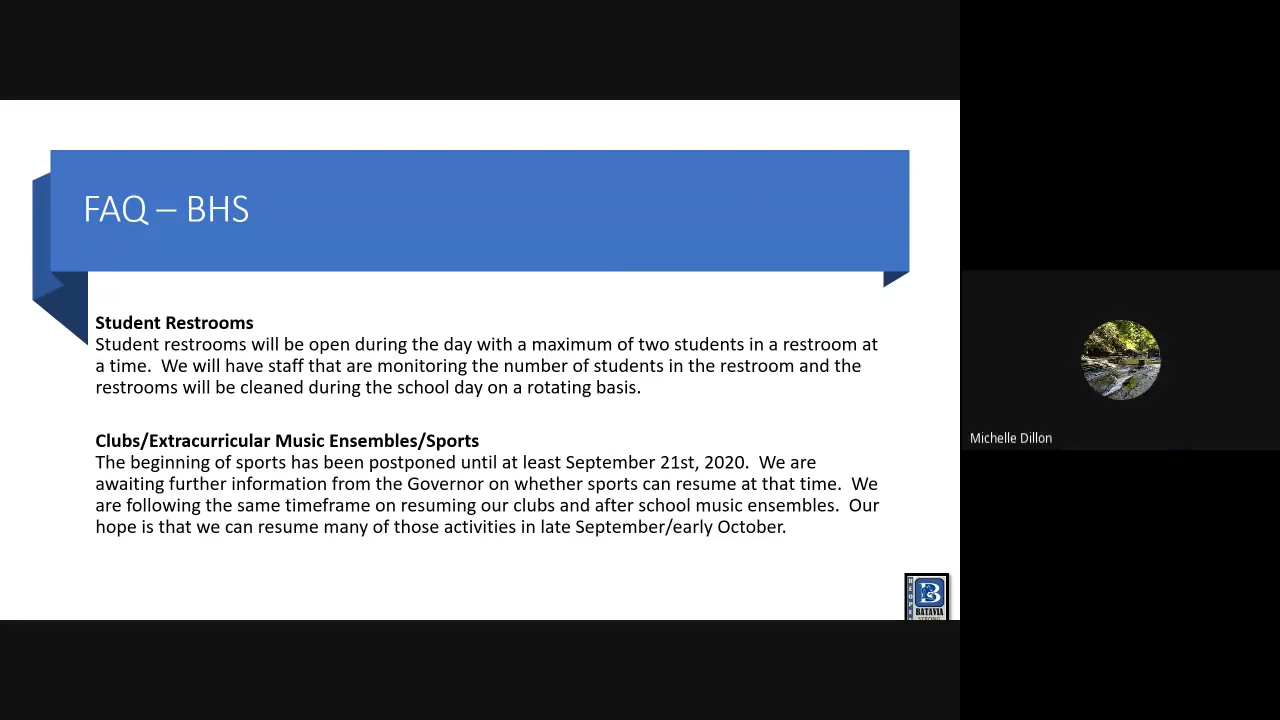 FAQ – BHS
Student Restrooms
Student restrooms will be open during the day with a maximum of two students in a restroom at
a time.  We will have staff that are monitoring the number of students in the restroom and the
restrooms will be cleaned during the school day on a rotating basis.
Clubs/Extracurricular Music Ensembles/Sports
The beginning of sports has been postponed until at least September 21st, 2020.  We are
awaiting further information from the Governor on whether sports can resume at that time.  We
are following the same timeframe on resuming our clubs and after school music ensembles.  Our
hope is that we can resume many of those activities in late September/early October.
B
BATAVIA
STRONG
Michelle Dillon